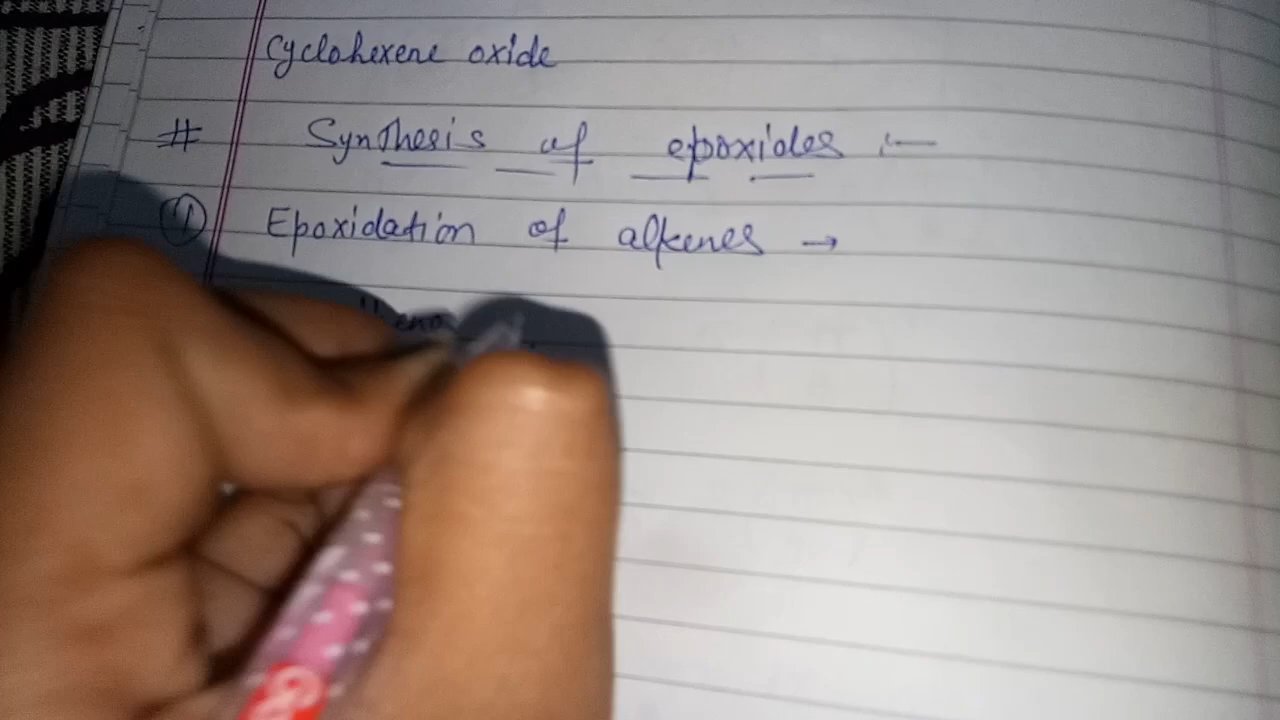 Cyclohexene oxide
# Synthesis of epoxides :-
① Epoxidation of alkenes →